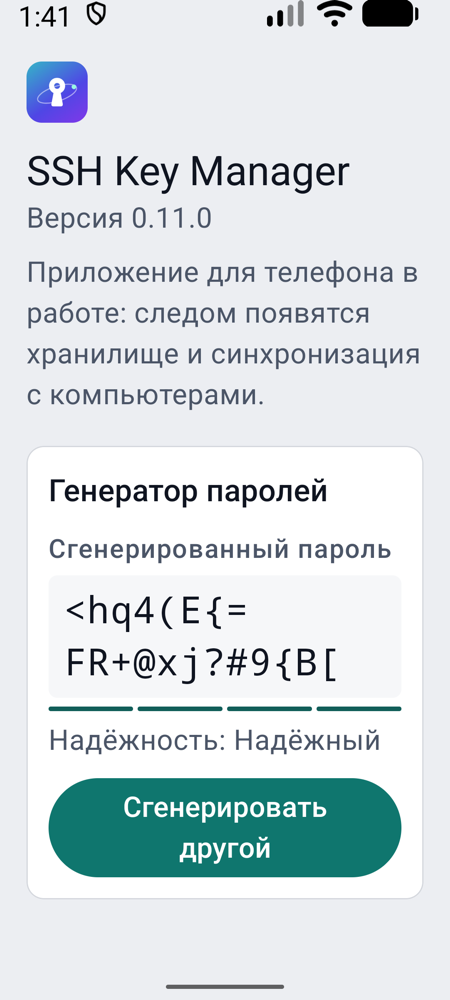 1:41
SSH Key Manager
Версия 0.11.0
Приложение для телефона в
работе: следом появятся
хранилище и синхронизация
с компьютерами.
Генератор паролей
Сгенерированный пароль
<hq4(E{=
FR+@xj?#9{B[
Надёжность: Надёжный
Сгенерировать
другой